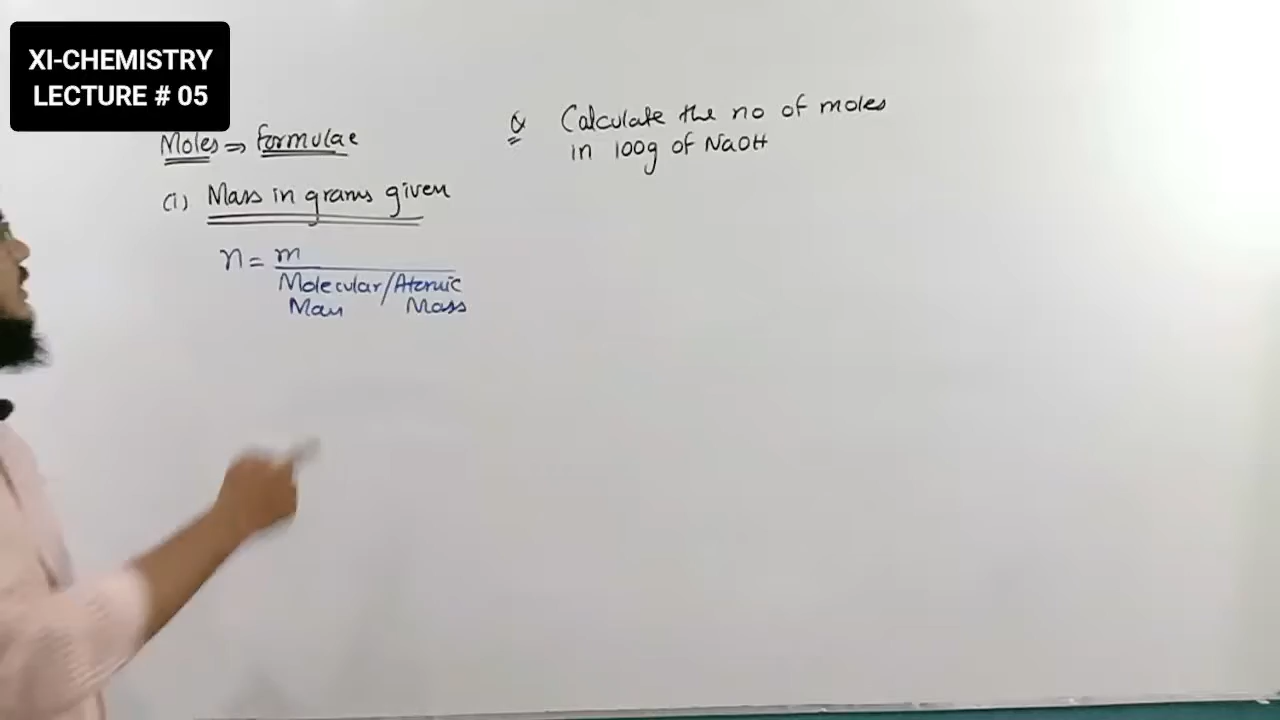 XI-CHEMISTRY
LECTURE # 05
Moles ⇒ formulae
(i) Mass in grams given
n = m
Molecular/Atomic
Mass Mass
Q Calculate the no of moles
in 100g of NaOH